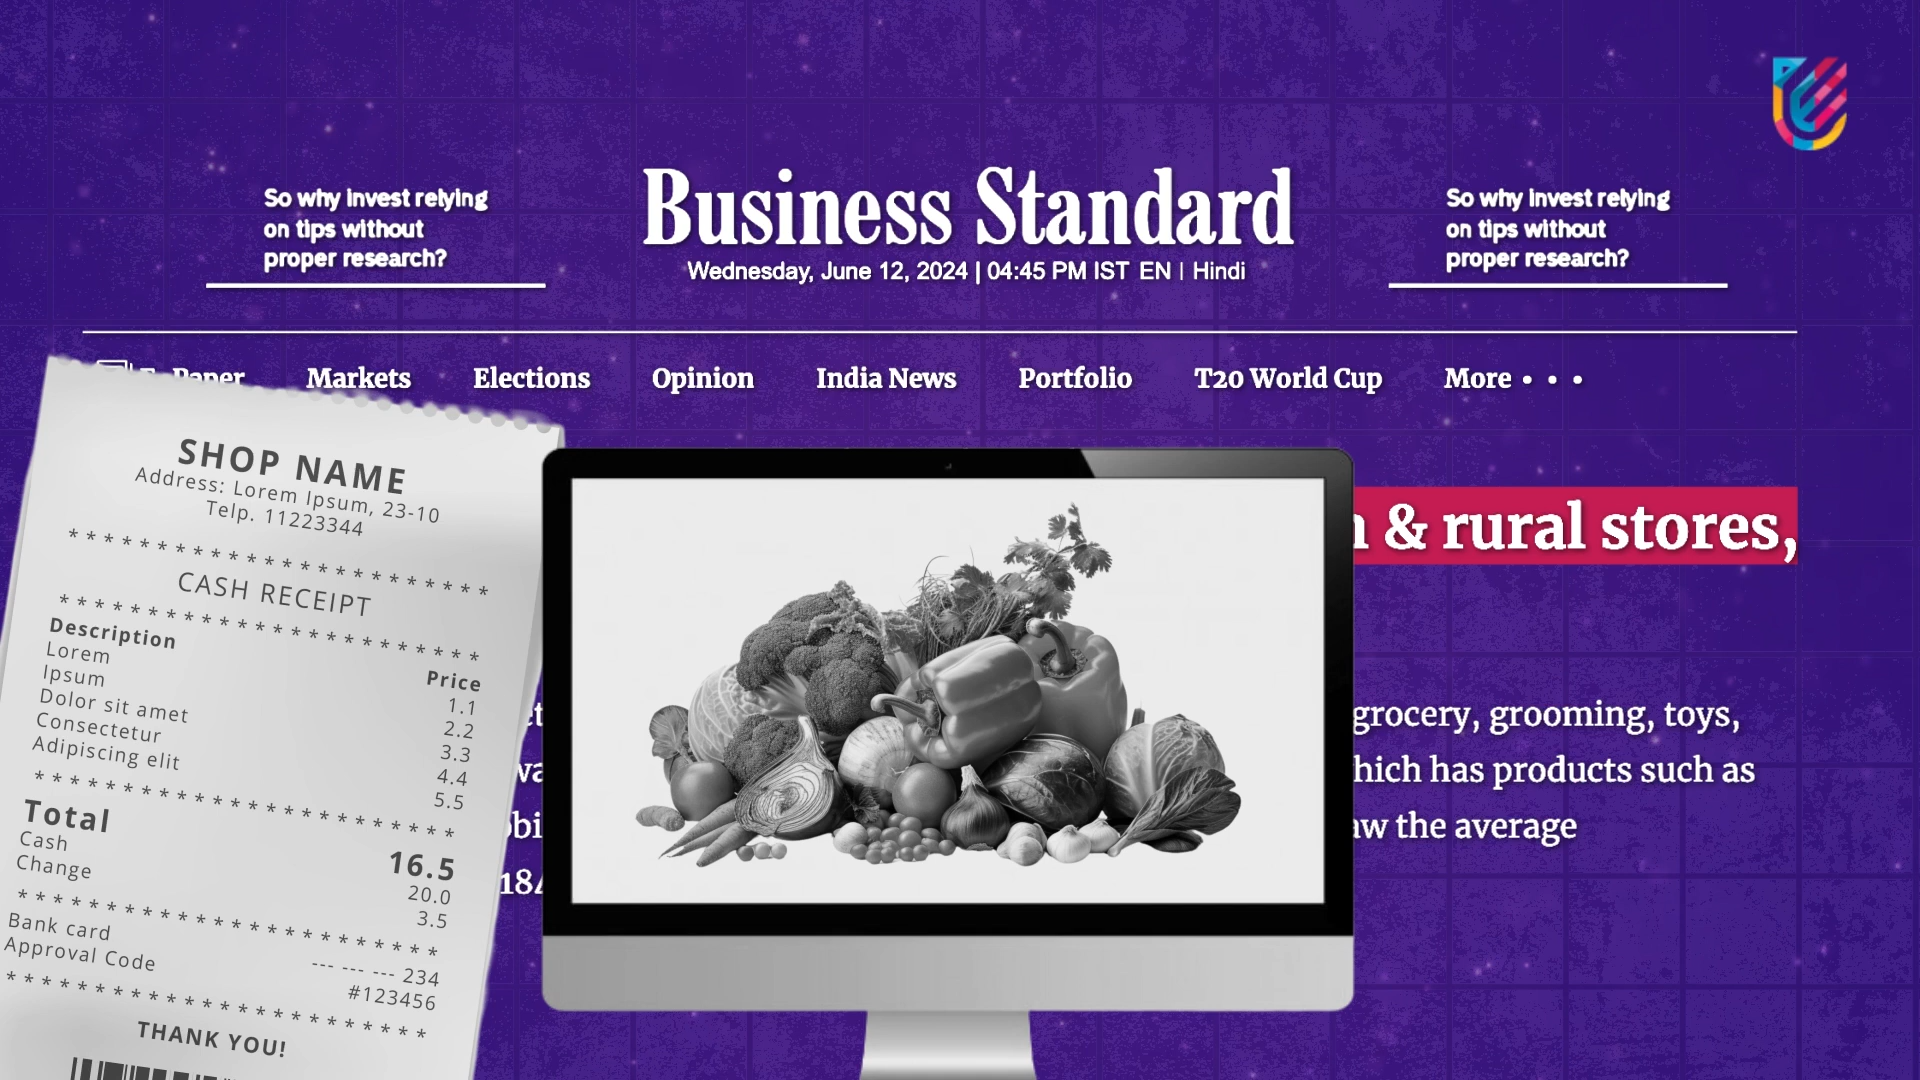 So why invest relying
on tips without
proper research?
Business Standard
Wednesday, June 12, 2024 | 04:45 PM IST EN | Hindi
So why invest relying
on tips without
proper research?
Paper Markets Elections Opinion India News Portfolio T20 World Cup More • • •
& rural stores,
grocery, grooming, toys,
has products such as
the average
SHOP NAME
Address: Lorem Ipsum, 23-10
Telp. 11223344
* * * * * * * * * * * * * * * * * * * * * * * *
CASH RECEIPT
* * * * * * * * * * * * * * * * * * * * * * * *
Description Price
Lorem 1.1
Ipsum 2.2
Dolor sit amet 3.3
Consectetur 4.4
Adipiscing elit 5.5
* * * * * * * * * * * * * * * * * * * * * * * *
Total 16.5
Cash 20.0
Change 3.5
* * * * * * * * * * * * * * * * * * * * * * * *
Bank card --- --- --- 234
Approval Code #123456
* * * * * * * * * * * * * * * * * * * * * * * *
THANK YOU!